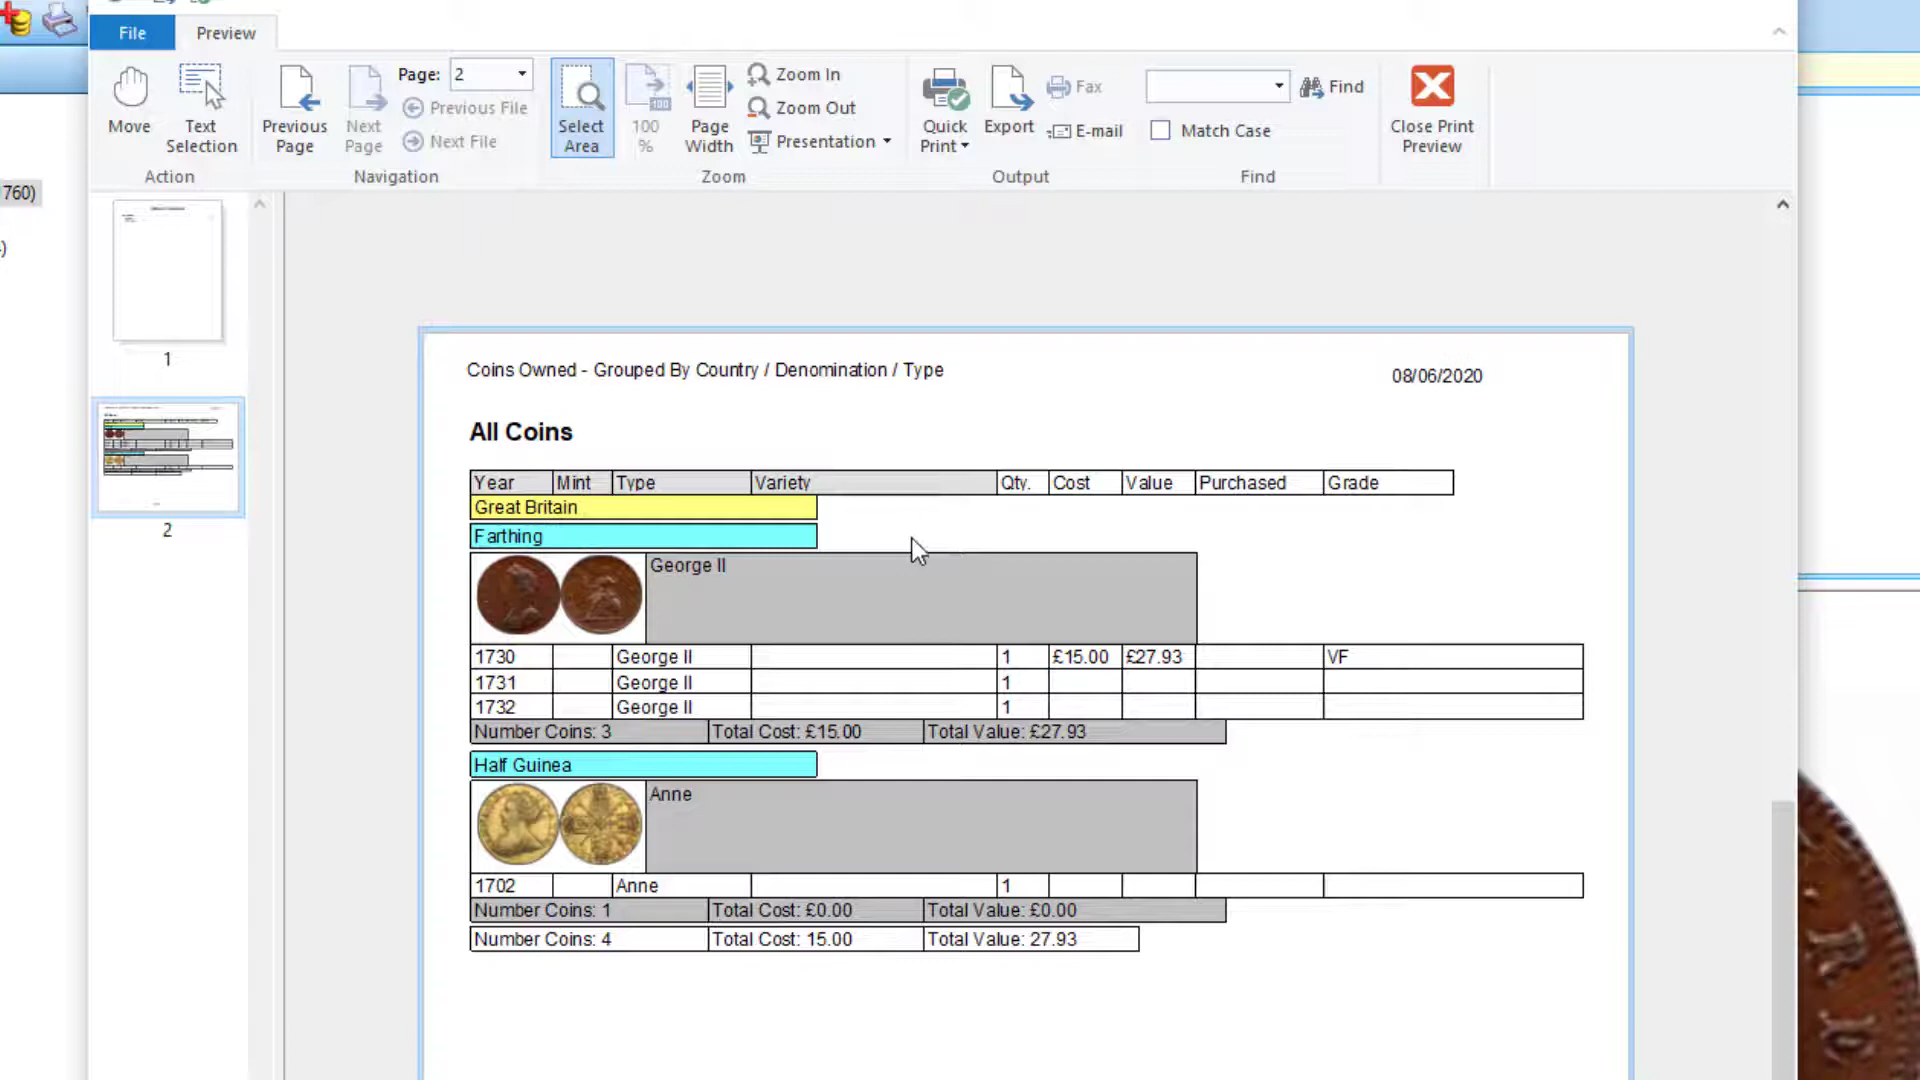 File Preview
Move
Text Selection
Action
Previous Page
Next Page
Page: 2
Previous File
Next File
Navigation
Select Area
100 %
Page Width
Zoom In
Zoom Out
Presentation
Zoom
Quick Print
Export
Fax
E-mail
Output
Find
Match Case
Find
Close Print Preview
760)
)
1
2
Coins Owned - Grouped By Country / Denomination / Type 08/06/2020
All Coins
Year Mint Type Variety Qty. Cost Value Purchased Grade
Great Britain
Farthing
George II
1730 George II 1 £15.00 £27.93 VF
1731 George II 1
1732 George II 1
Number Coins: 3 Total Cost: £15.00 Total Value: £27.93
Half Guinea
Anne
1702 Anne 1
Number Coins: 1 Total Cost: £0.00 Total Value: £0.00
Number Coins: 4 Total Cost: 15.00 Total Value: 27.93